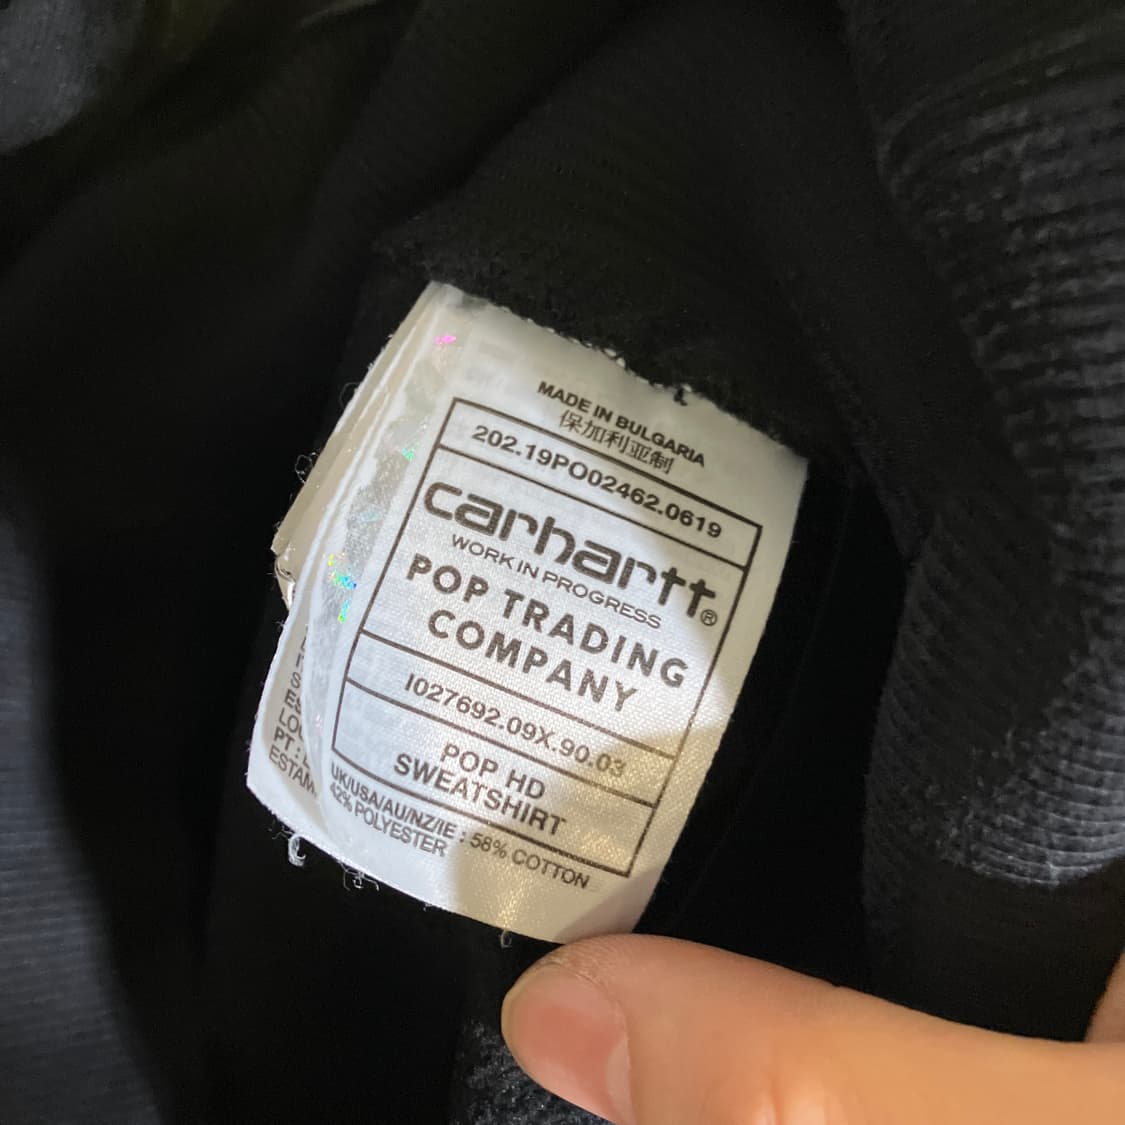 MADE IN BULGARIA
保加利亚制
202.19PO02462.0619
carhartt®
WORK IN PROGRESS
POP TRADING
COMPANY
I027692.09X.90.03
POP HD
SWEATSHIRT
UK/USA/AU/NZ/IE : 58% COTTON
42% POLYESTER
PT: